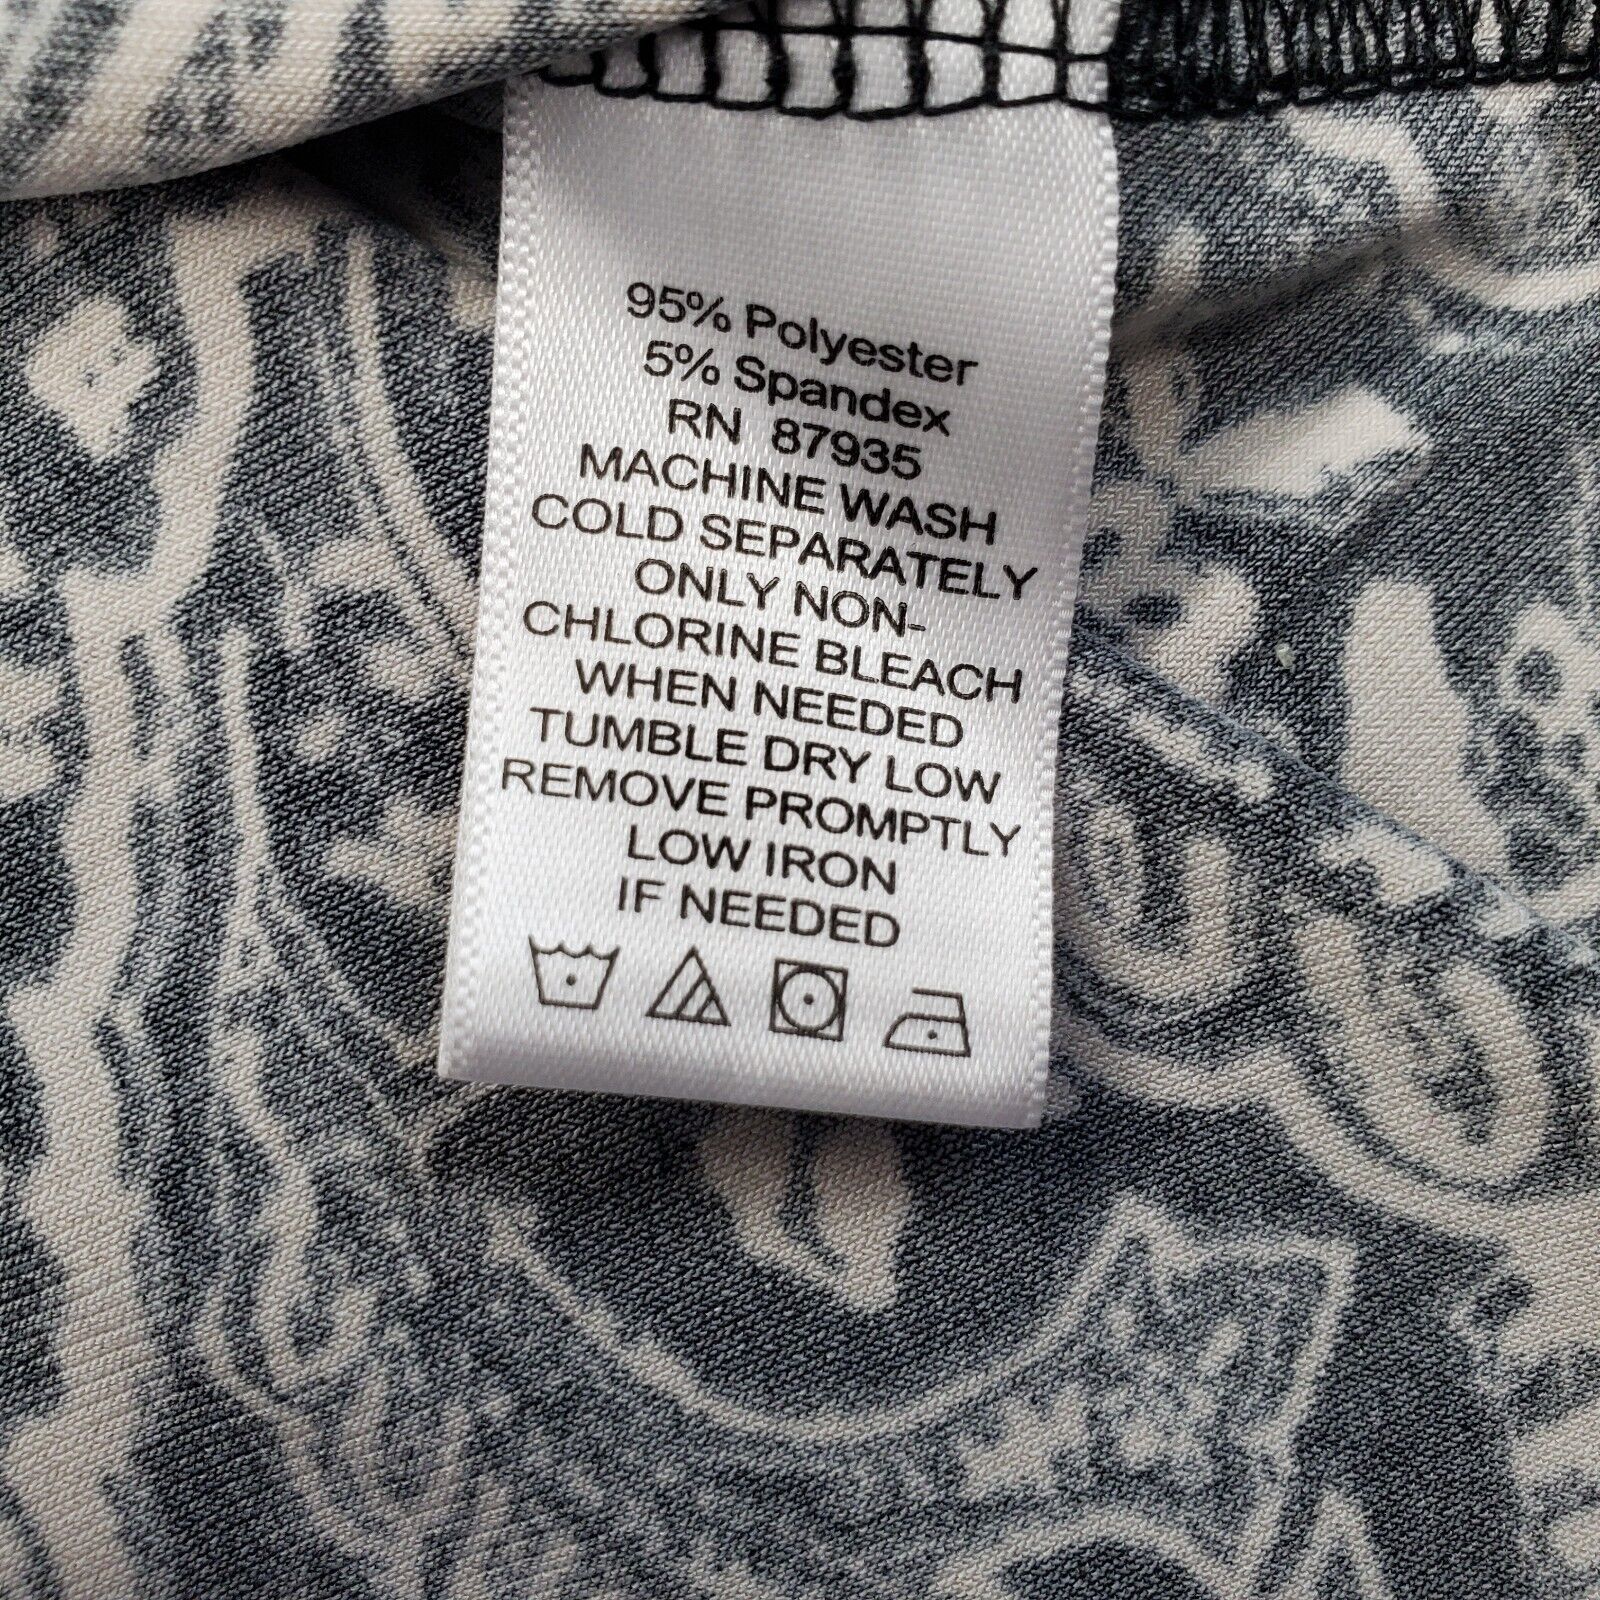 95% Polyester
5% Spandex
RN 87935
MACHINE WASH
COLD SEPARATELY
ONLY NON-
CHLORINE BLEACH
WHEN NEEDED
TUMBLE DRY LOW
REMOVE PROMPTLY
LOW IRON
IF NEEDED